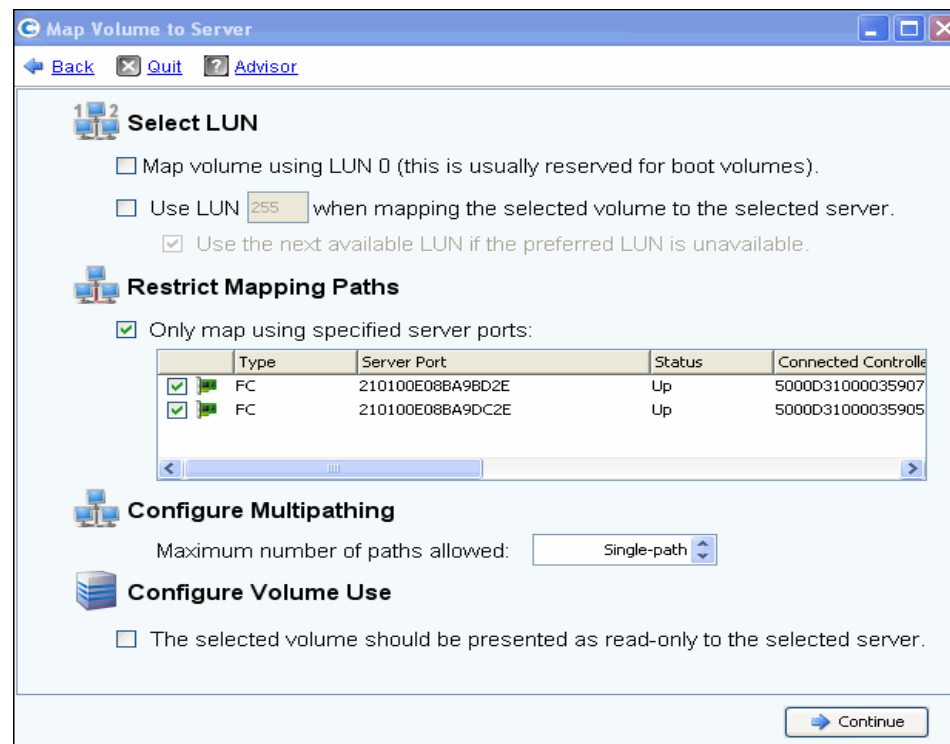 Map Volume to Server
Back Quit Advisor
1 2
Select LUN
Map volume using LUN 0 (this is usually reserved for boot volumes).
Use LUN 255 when mapping the selected volume to the selected server.
Use the next available LUN if the preferred LUN is unavailable.
Restrict Mapping Paths
Only map using specified server ports:
Type Server Port Status Connected Controlle
FC 210100E08BA9BD2E Up 5000D31000035907
FC 210100E08BA9DC2E Up 5000D31000035905
Configure Multipathing
Maximum number of paths allowed: Single-path
Configure Volume Use
The selected volume should be presented as read-only to the selected server.
Continue